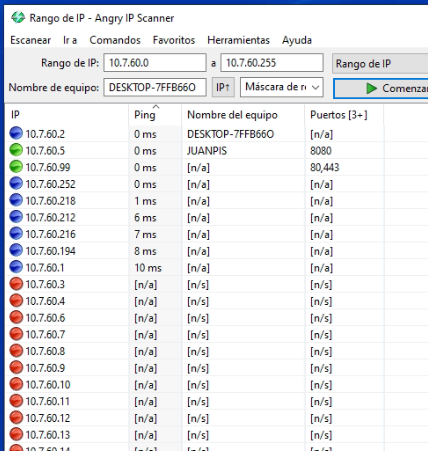 Rango de IP - Angry IP Scanner
Escanear Ir a Comandos Favoritos Herramientas Ayuda
Rango de IP: 10.7.60.0 a 10.7.60.255 Rango de IP
Nombre de equipo: DESKTOP-7FFB66O IP↑ Máscara de r Comenzar
IP Ping Nombre del equipo Puertos [3+]
10.7.60.2 0 ms DESKTOP-7FFB66O [n/a]
10.7.60.5 0 ms JUANPIS 8080
10.7.60.99 0 ms [n/a] 80,443
10.7.60.252 0 ms [n/a] [n/a]
10.7.60.218 1 ms [n/a] [n/a]
10.7.60.212 6 ms [n/a] [n/a]
10.7.60.216 7 ms [n/a] [n/a]
10.7.60.194 8 ms [n/a] [n/a]
10.7.60.1 10 ms [n/a] [n/a]
10.7.60.3 [n/a] [n/s] [n/s]
10.7.60.4 [n/a] [n/s] [n/s]
10.7.60.6 [n/a] [n/s] [n/s]
10.7.60.7 [n/a] [n/s] [n/s]
10.7.60.8 [n/a] [n/s] [n/s]
10.7.60.9 [n/a] [n/s] [n/s]
10.7.60.10 [n/a] [n/s] [n/s]
10.7.60.11 [n/a] [n/s] [n/s]
10.7.60.12 [n/a] [n/s] [n/s]
10.7.60.13 [n/a] [n/s] [n/s]
10.7.60.14 [n/a] [n/s] [n/s]